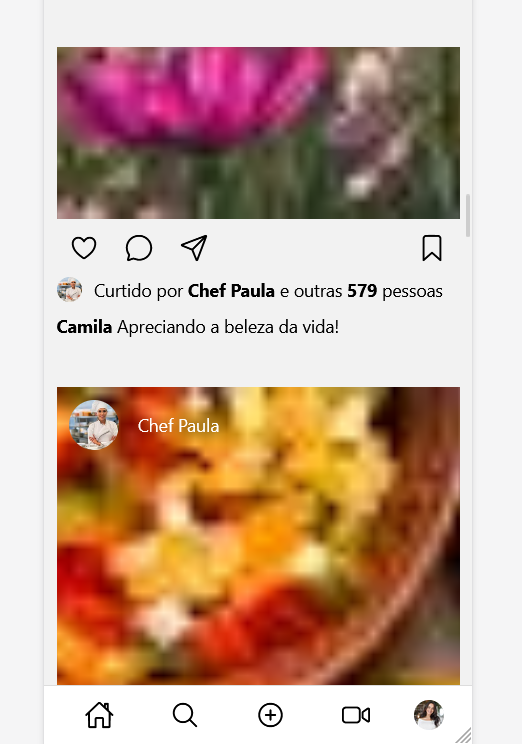 Curtido por Chef Paula e outras 579 pessoas
Camila Apreciando a beleza da vida!
Chef Paula